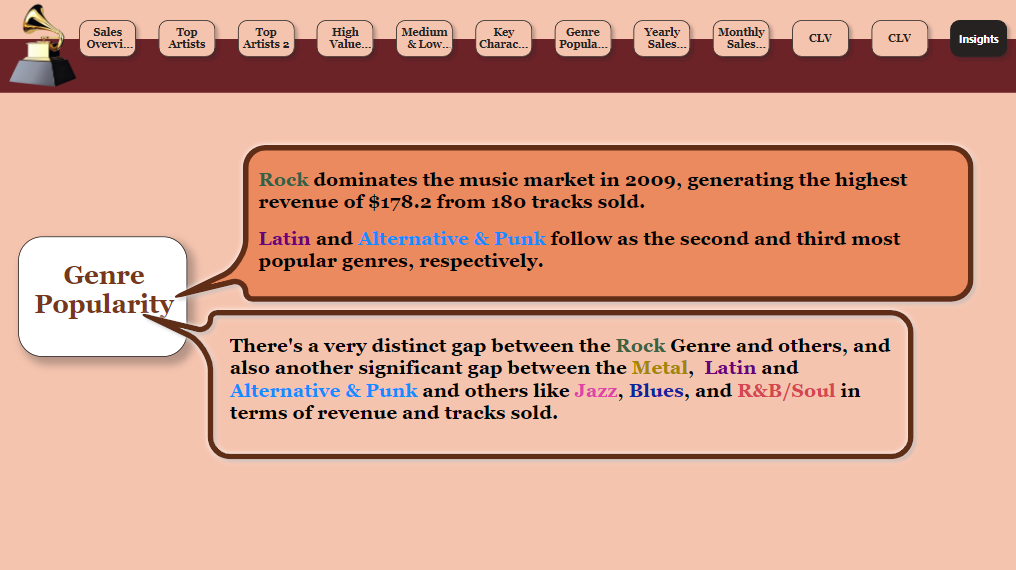 Sales
Overvi...
Top
Artists
Top
Artists 2
High
Value...
Medium
& Low...
Key
Charac...
Genre
Popula...
Yearly
Sales...
Monthly
Sales...
CLV
CLV
Insights
Rock dominates the music market in 2009, generating the highest
revenue of $178.2 from 180 tracks sold.
Latin and Alternative & Punk follow as the second and third most
popular genres, respectively.
Genre
Popularity
There's a very distinct gap between the Rock Genre and others, and
also another significant gap between the Metal, Latin and
Alternative & Punk and others like Jazz, Blues, and R&B/Soul in
terms of revenue and tracks sold.